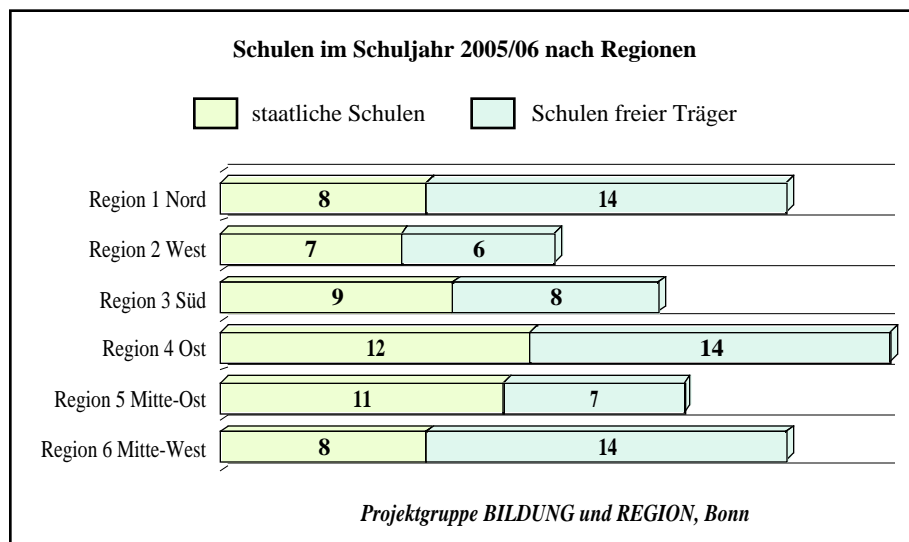 Schulen im Schuljahr 2005/06 nach Regionen
staatliche Schulen Schulen freier Träger
Region 1 Nord 8 14
Region 2 West 7 6
Region 3 Süd 9 8
Region 4 Ost 12 14
Region 5 Mitte-Ost 11 7
Region 6 Mitte-West 8 14
Projektgruppe BILDUNG und REGION, Bonn